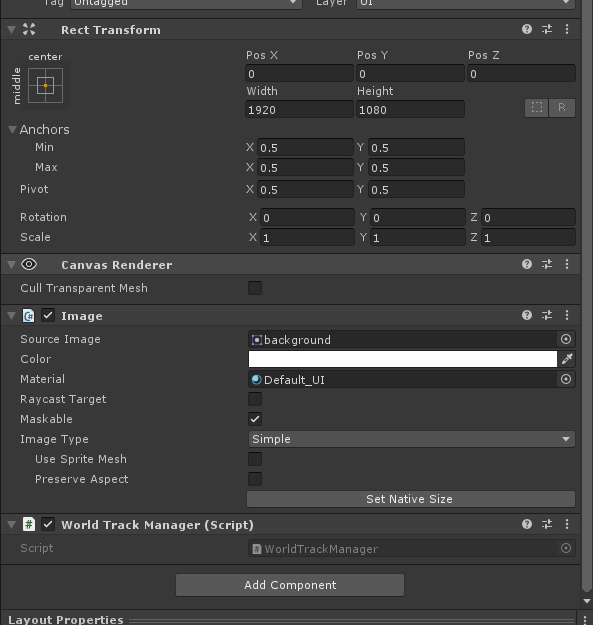 Tag Untagged Layer UI
Rect Transform
center
middle
Pos X Pos Y Pos Z
0 0 0
Width Height
1920 1080
R
Anchors
Min X 0.5 Y 0.5
Max X 0.5 Y 0.5
Pivot X 0.5 Y 0.5
Rotation X 0 Y 0 Z 0
Scale X 1 Y 1 Z 1
Canvas Renderer
Cull Transparent Mesh
Image
Source Image background
Color
Material Default_UI
Raycast Target
Maskable
Image Type Simple
Use Sprite Mesh
Preserve Aspect
Set Native Size
# World Track Manager (Script)
Script # WorldTrackManager
Add Component
Layout Properties